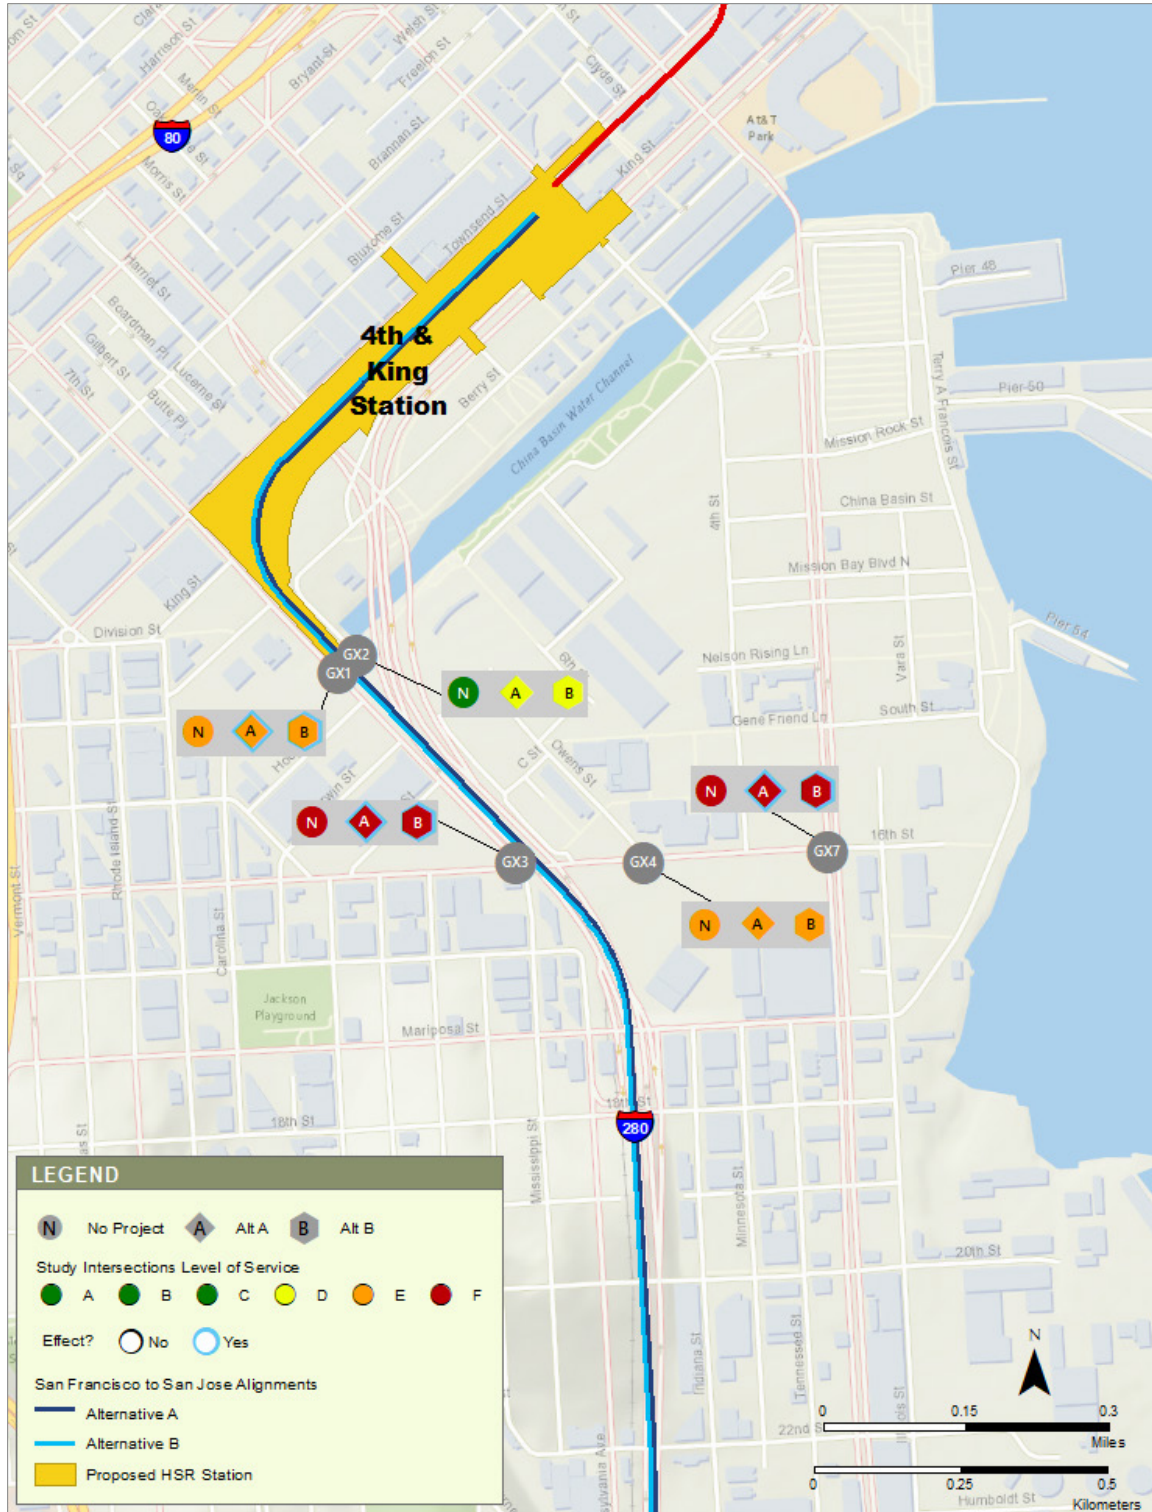 Harrison St
Welsh St
Freelon St
Bryant St
Clyde St
Merlin St
80
AT&T
Park
Brannan St
King St
Morris St
Townsend St
Bluxome St
Harriet St
Pier 48
Boardman Pl
4th &
King
Station
Gilbert St
Lucerne St
7th St
Butte Pl
Berry St
China Basin Water Channel
Terry A Francois St
Pier 50
Mission Rock St
4th St
China Basin St
Mission Bay Blvd N
King St
Division St
Pier 54
GX2
GX1
6th
Nelson Rising Ln
Vara St
N A B
Gene Friend Ln
South St
N A B
C St
Owens St
N A B
N A B
16th St
GX3
GX4
GX7
Rhode Island St
Vermont St
N A B
Carolina St
Jackson
Playground
Mariposa St
18th St
18th St
280
Mississippi St
Minnesota St
20th St
Indiana St
Tennessee St
22nd St
Humboldt St
LEGEND
N No Project A Alt A B Alt B
Study Intersections Level of Service
A B C D E F
Effect? No Yes
San Francisco to San Jose Alignments
Alternative A
Alternative B
Proposed HSR Station
N
0 0.15 0.3
Miles
0 0.25 0.5
Kilometers